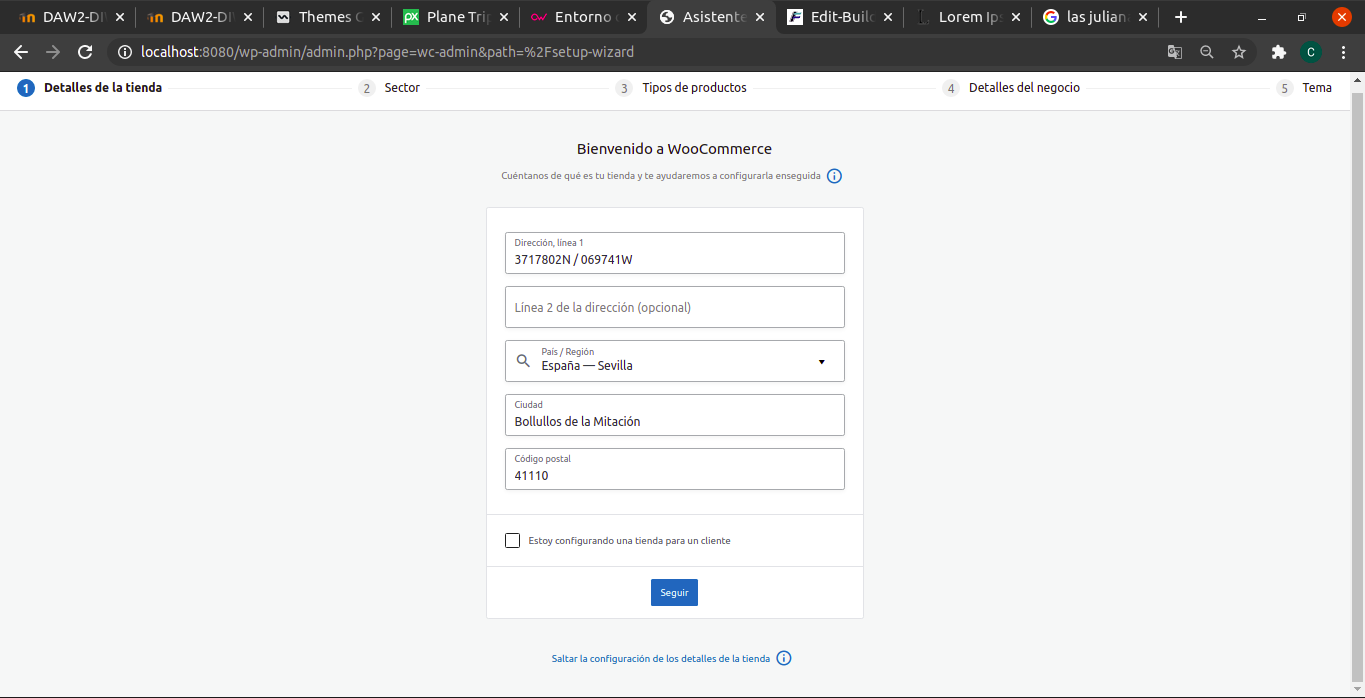 DAW2-DI
DAW2-DI
Themes C
Plane Trip
Entorno d
Asistente
Edit-Build
Lorem Ips
las julian
localhost:8080/wp-admin/admin.php?page=wc-admin&path=%2Fsetup-wizard
C
1 Detalles de la tienda
2 Sector
3 Tipos de productos
4 Detalles del negocio
5 Tema
Bienvenido a WooCommerce
Cuéntanos de qué es tu tienda y te ayudaremos a configurarla enseguida
Dirección, línea 1
3717802N / 069741W
Línea 2 de la dirección (opcional)
País / Región
España — Sevilla
Ciudad
Bollullos de la Mitación
Código postal
41110
Estoy configurando una tienda para un cliente
Seguir
Saltar la configuración de los detalles de la tienda